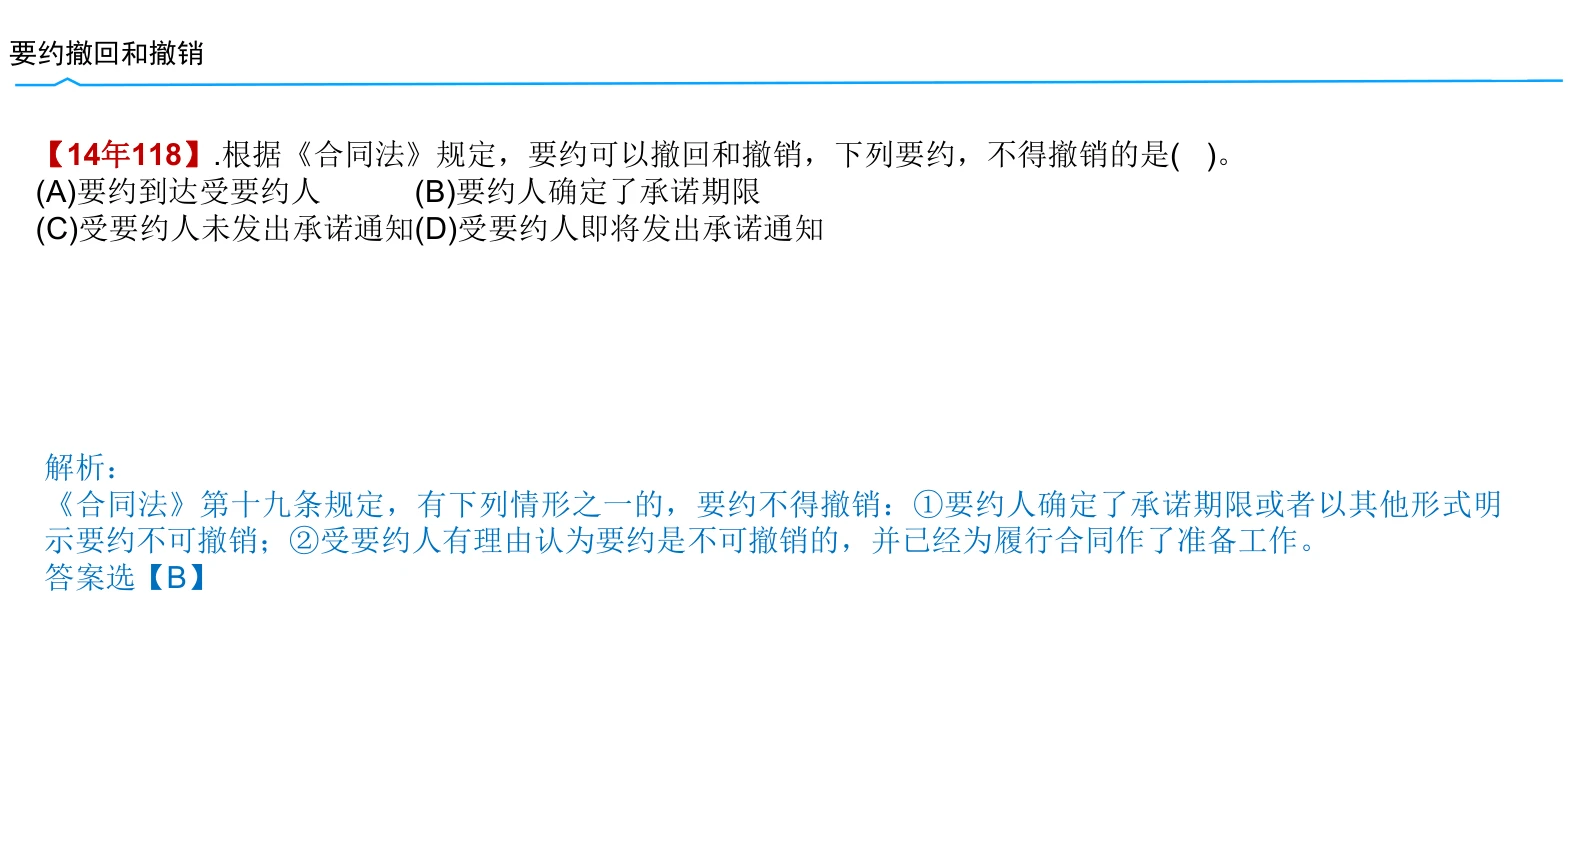 要约撤回和撤销
【14年118】.根据《合同法》规定，要约可以撤回和撤销，下列要约，不得撤销的是(   )。
(A)要约到达受要约人           (B)要约人确定了承诺期限
(C)受要约人未发出承诺通知(D)受要约人即将发出承诺通知
解析：
《合同法》第十九条规定，有下列情形之一的，要约不得撤销：①要约人确定了承诺期限或者以其他形式明
示要约不可撤销；②受要约人有理由认为要约是不可撤销的，并已经为履行合同作了准备工作。
答案选【B】